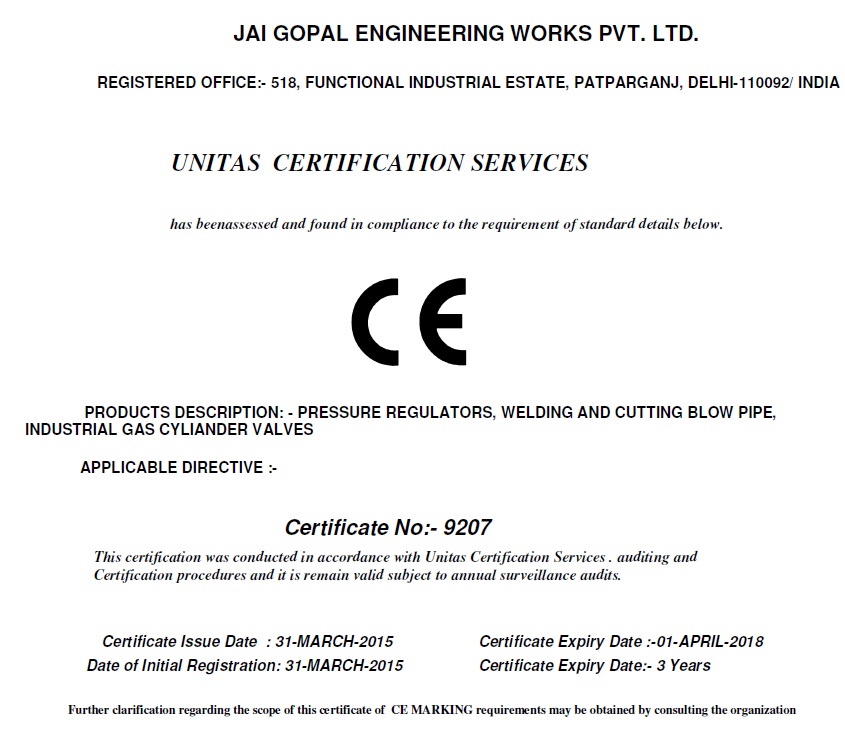 JAI GOPAL ENGINEERING WORKS PVT. LTD.
REGISTERED OFFICE:- 518, FUNCTIONAL INDUSTRIAL ESTATE, PATPARGANJ, DELHI-110092/ INDIA
UNITAS CERTIFICATION SERVICES
has beenassessed and found in compliance to the requirement of standard details below.
CE
PRODUCTS DESCRIPTION: - PRESSURE REGULATORS, WELDING AND CUTTING BLOW PIPE,
INDUSTRIAL GAS CYLIANDER VALVES
APPLICABLE DIRECTIVE :-
Certificate No:- 9207
This certification was conducted in accordance with Unitas Certification Services . auditing and
Certification procedures and it is remain valid subject to annual surveillance audits.
Certificate Issue Date : 31-MARCH-2015 Certificate Expiry Date :-01-APRIL-2018
Date of Initial Registration: 31-MARCH-2015 Certificate Expiry Date:- 3 Years
Further clarification regarding the scope of this certificate of CE MARKING requirements may be obtained by consulting the organization